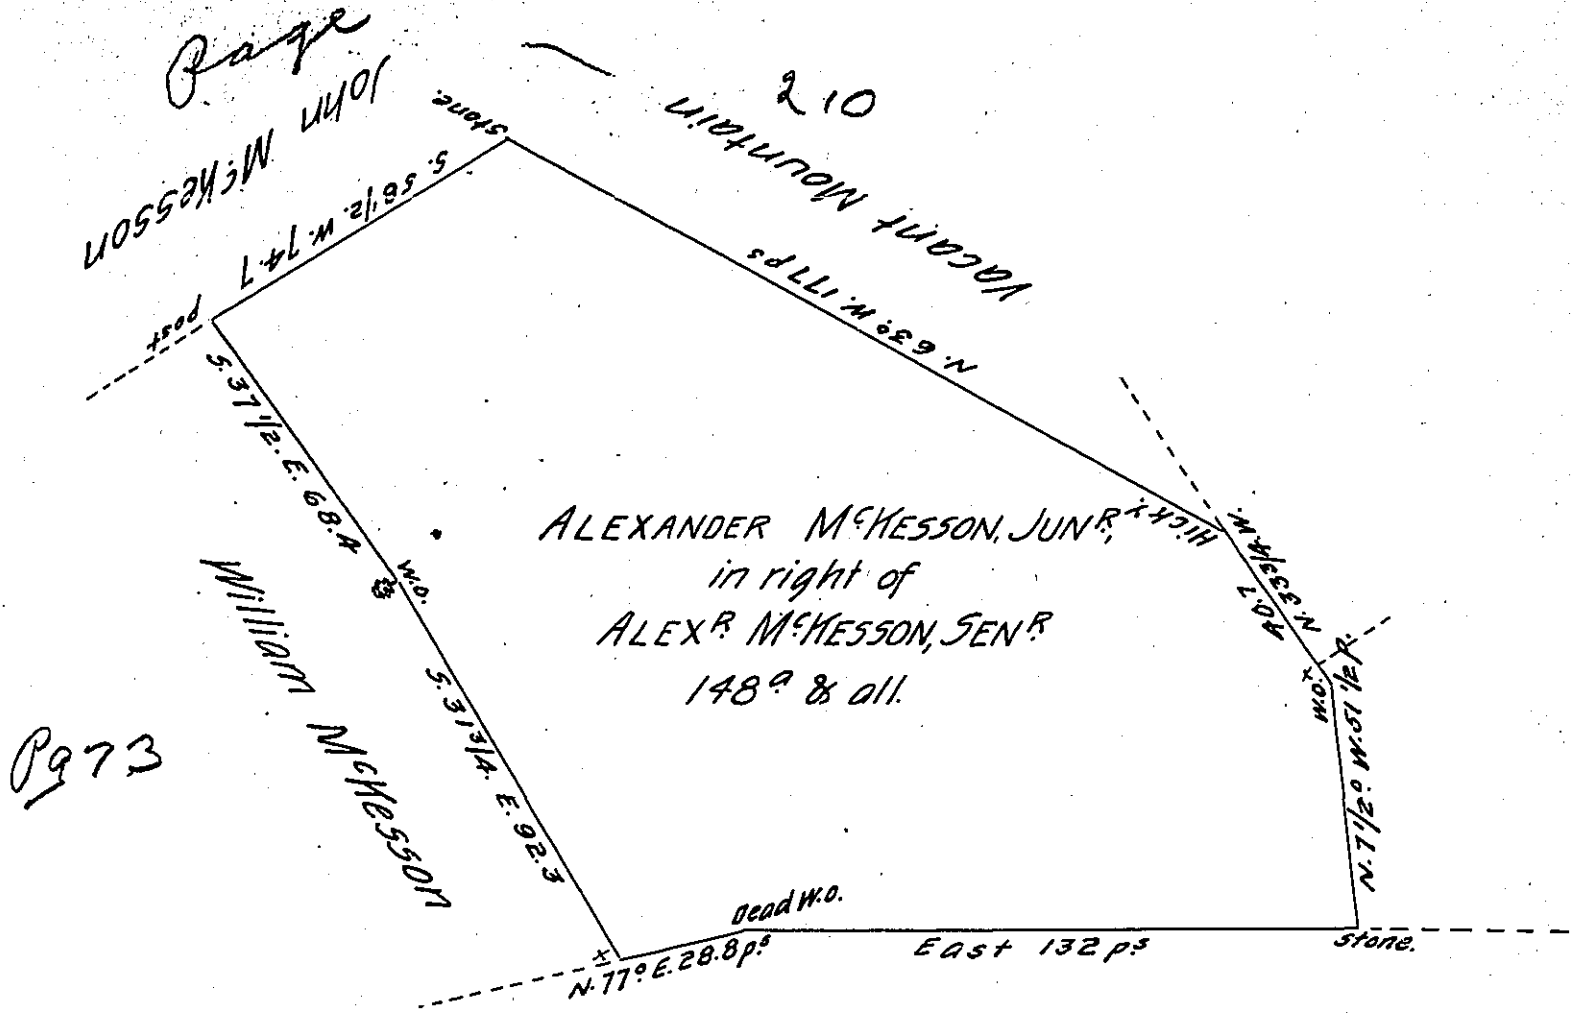 Page
210
John McKesson
Vacant Mountain
stone.
S. 58 1/2. W. 74.7
N. 63° W. 177 ps
post
S. 37 1/2. E. 68.4
W.O.
Hick'y
N. 33 3/4 W.
40.7
ALEXANDER McKESSON, JUNR,
in right of
ALEXR McKESSON, SENR
148a & all.
William McKesson
S. 31 3/4. E. 92.3
W.O. x
N. 7 1/2° W. 51 1/2 P.
Pg 73
Dead W.O.
x
N. 77° E. 28.8 ps
East 132 ps
stone.